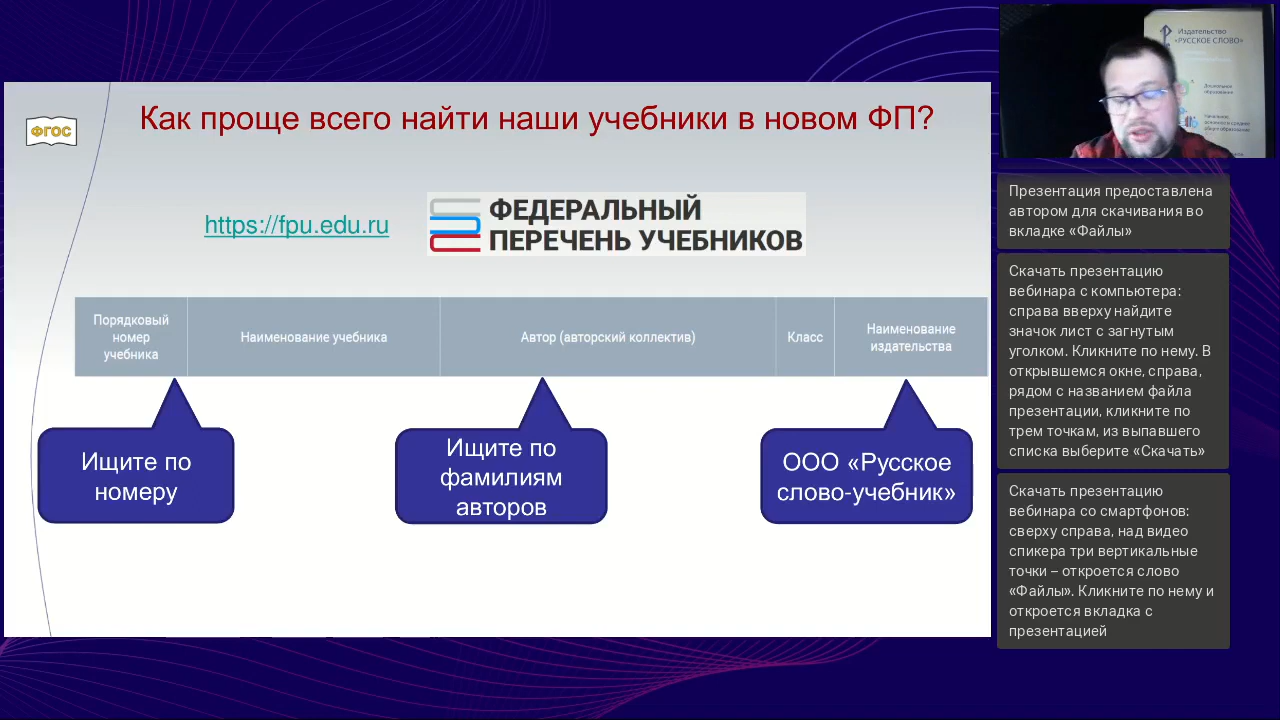 Как проще всего найти наши учебники в новом ФП?
ФГОС
https://fpu.edu.ru
ФЕДЕРАЛЬНЫЙ
ПЕРЕЧЕНЬ УЧЕБНИКОВ
Порядковый
номер
учебника
Наименование учебника
Автор (авторский коллектив)
Класс
Наименование
издательства
Ищите по
номеру
Ищите по
фамилиям
авторов
ООО «Русское
слово-учебник»
Издательство
«РУССКОЕ СЛОВО»
Дошкольное
образование
Презентация предоставлена
автором для скачивания во
вкладке «Файлы»
Скачать презентацию
вебинара с компьютера:
справа вверху найдите
значок лист с загнутым
уголком. Кликните по нему. В
открывшемся окне, справа,
рядом с названием файла
презентации, кликните по
трем точкам, из выпавшего
списка выберите «Скачать»
Скачать презентацию
вебинара со смартфонов:
сверху справа, над видео
спикера три вертикальные
точки – откроется слово
«Файлы». Кликните по нему и
откроется вкладка с
презентацией